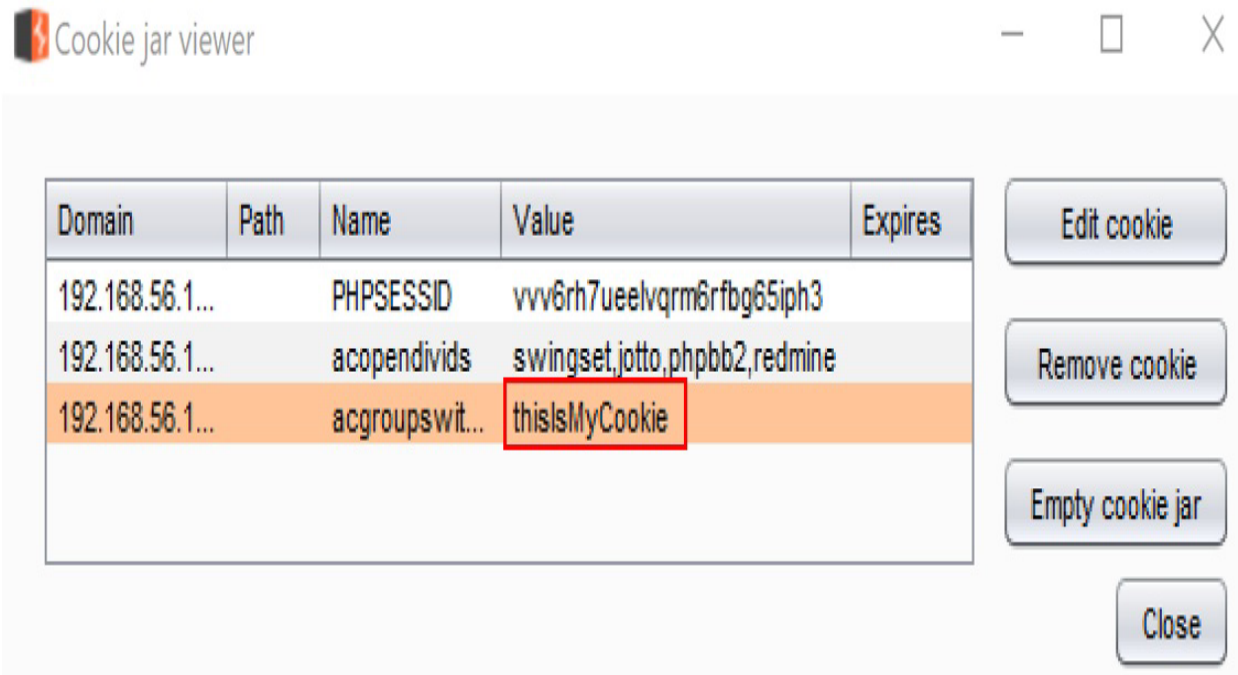 Cookie jar viewer
Domain Path Name Value Expires
Edit cookie
192.168.56.1... PHPSESSID vvv6rh7ueelvqrm6rfbg65iph3
192.168.56.1... acopendivids swingset,jotto,phpbb2,redmine
Remove cookie
192.168.56.1... acgroupswit... thisIsMyCookie
Empty cookie jar
Close